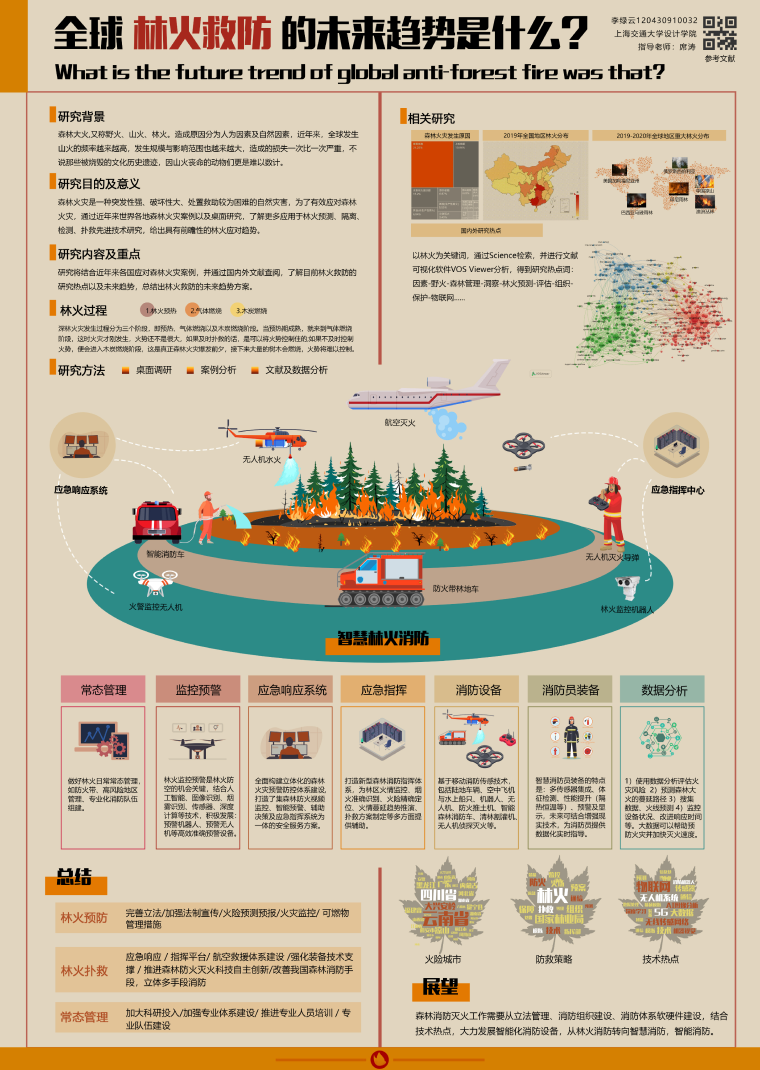 全球 林火救防 的未来趋势是什么?
What is the future trend of global anti-forest fire was that?
李绿云120430910032
上海交通大学设计学院
指导老师：席涛
参考文献
研究背景
森林大火,又称野火、山火、林火。造成原因分为人为因素及自然因素，近年来，全球发生
山火的频率越来越高，发生规模与影响范围也越来越大，造成的损失一次比一次严重，不
说那些被烧毁的文化历史遗迹，因山火丧命的动物们更是难以数计。
研究目的及意义
森林火灾是一种突发性强、破坏性大、处置救助较为困难的自然灾害，为了有效应对森林
火灾，通过近年来世界各地森林火灾案例以及桌面研究，了解更多应用于林火预测、隔离、
检测、扑救先进技术研究，给出具有前瞻性的林火应对趋势。
研究内容及重点
研究将结合近年来各国应对森林火灾案例，并通过国内外文献查阅，了解目前林火救防的
研究热点以及未来趋势，总结出林火救防的未来趋势方案。
林火过程
1.林火预热
2.气体燃烧
3.木炭燃烧
深林火灾发生过程分为三个阶段，即预热、气体燃烧以及木炭燃烧阶段。当预热期成熟，就来到气体燃烧
阶段，这时火灾才刚发生，火势还不是很大，如果及时扑救的话，是可以将火势控制住的;如果不及时控制
火势，便会进入木炭燃烧阶段，这是真正森林火灾爆发前夕，接下来大量的树木会燃烧，火势将难以控制。
研究方法
桌面调研
案例分析
文献及数据分析
相关研究
森林火灾发生原因
2019年全国地区林火分布
2019-2020年全球地区重大林火分布
国内外研究热点
以林火为关键词，通过Science检索，并进行文献
可视化软件VOS Viewer分析，得到研究热点词:
因素-野火-森林管理-洞察-林火预测-评估-组织-
保护-物联网......
航空灭火
无人机水火
应急响应系统
应急指挥中心
智能消防车
无人机灭火导弹
火警监控无人机
防火带林地车
林火监控机器人
智慧林火消防
常态管理
监控预警
应急响应系统
应急指挥
消防设备
消防员装备
数据分析
做好林火日常常态管理，
如防火带、高风险地区
管理、专业化消防队伍
组建。
林火监控预警是林火防
空的机会关键，结合人
工智能、图像识别、烟
雾识别、传感器、深度
计算等技术，积极发展:
预警机器人、预警无人
机等高效准确预警设备。
全面构建立体化的森林
火灾预警防控体系建设,
打造了集森林防火视频
监控、智能预警、辅助
决策及应急指挥系统为
一体的安全服务方案。
打造新型森林消防指挥体
系，为林区火情监控、烟
火准确识别、火险精确定
位、火情蔓延趋势推演、
扑救方案制定等多方面提
供辅助。
基于移动消防传感技术，
包括陆地车辆、空中飞机
与水上船只、机器人、无
人机、防火推土机、智能
森林消防车、清林割灌机、
无人机侦探灭火等。
智慧消防员装备的特点
是：多传感器集成、体
征检测、性能提升（隔
热恒温等）、预警及显
示。未来可结合增强现
实技术，为消防员提供
数据化实时指导。
1）使用数据分析评估火
灾风险 2）预测森林大
火的蔓延路径 3）搜集
数据、火线预测 4）监控
设备状况、改进响应时间
等。大数据可以帮助预
防火灾并加快灭火速度。
总结
林火预防
完善立法/加强法制宣传/火险预测预报/火灾监控/ 可燃物
管理措施
林火扑救
应急响应 / 指挥平台/ 航空救援体系建设 /强化装备技术支
撑 / 推进森林防火灭火科技自主创新/改善我国森林消防手
段，立体多手段消防
常态管理
加大科研投入/加强专业体系建设/ 推进专业人员培训 / 专
业队伍建设
四川省
云南省
防火
林火
扑救
组织
国家林业局
物联网
无人机系统
5G 大数据
技术
火险城市
防救策略
技术热点
展望
森林消防灭火工作需要从立法管理、消防组织建设、消防体系软硬件建设，结合
技术热点，大力发展智能化消防设备，从林火消防转向智慧消防，智能消防。